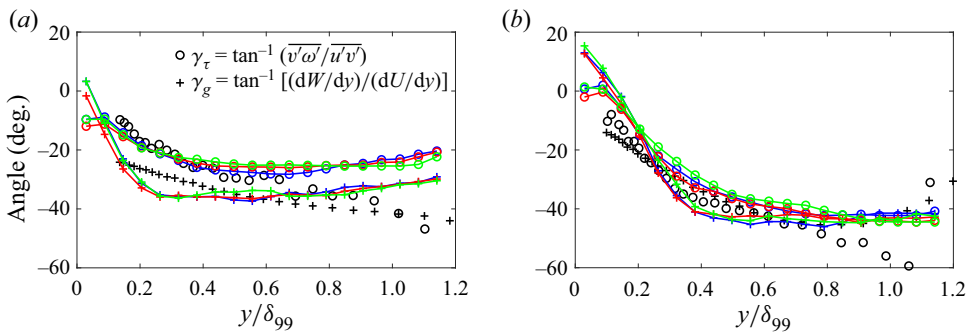 (a)
(b)
20
0
–20
–40
–60
Angle (deg.)
γτ = tan⁻¹ (v′ω′/u′v′)
γg = tan⁻¹ [(dW/dy)/(dU/dy)]
0 0.2 0.4 0.6 0.8 1.0 1.2
y/δ99
20
0
–20
–40
–60
0 0.2 0.4 0.6 0.8 1.0 1.2
y/δ99